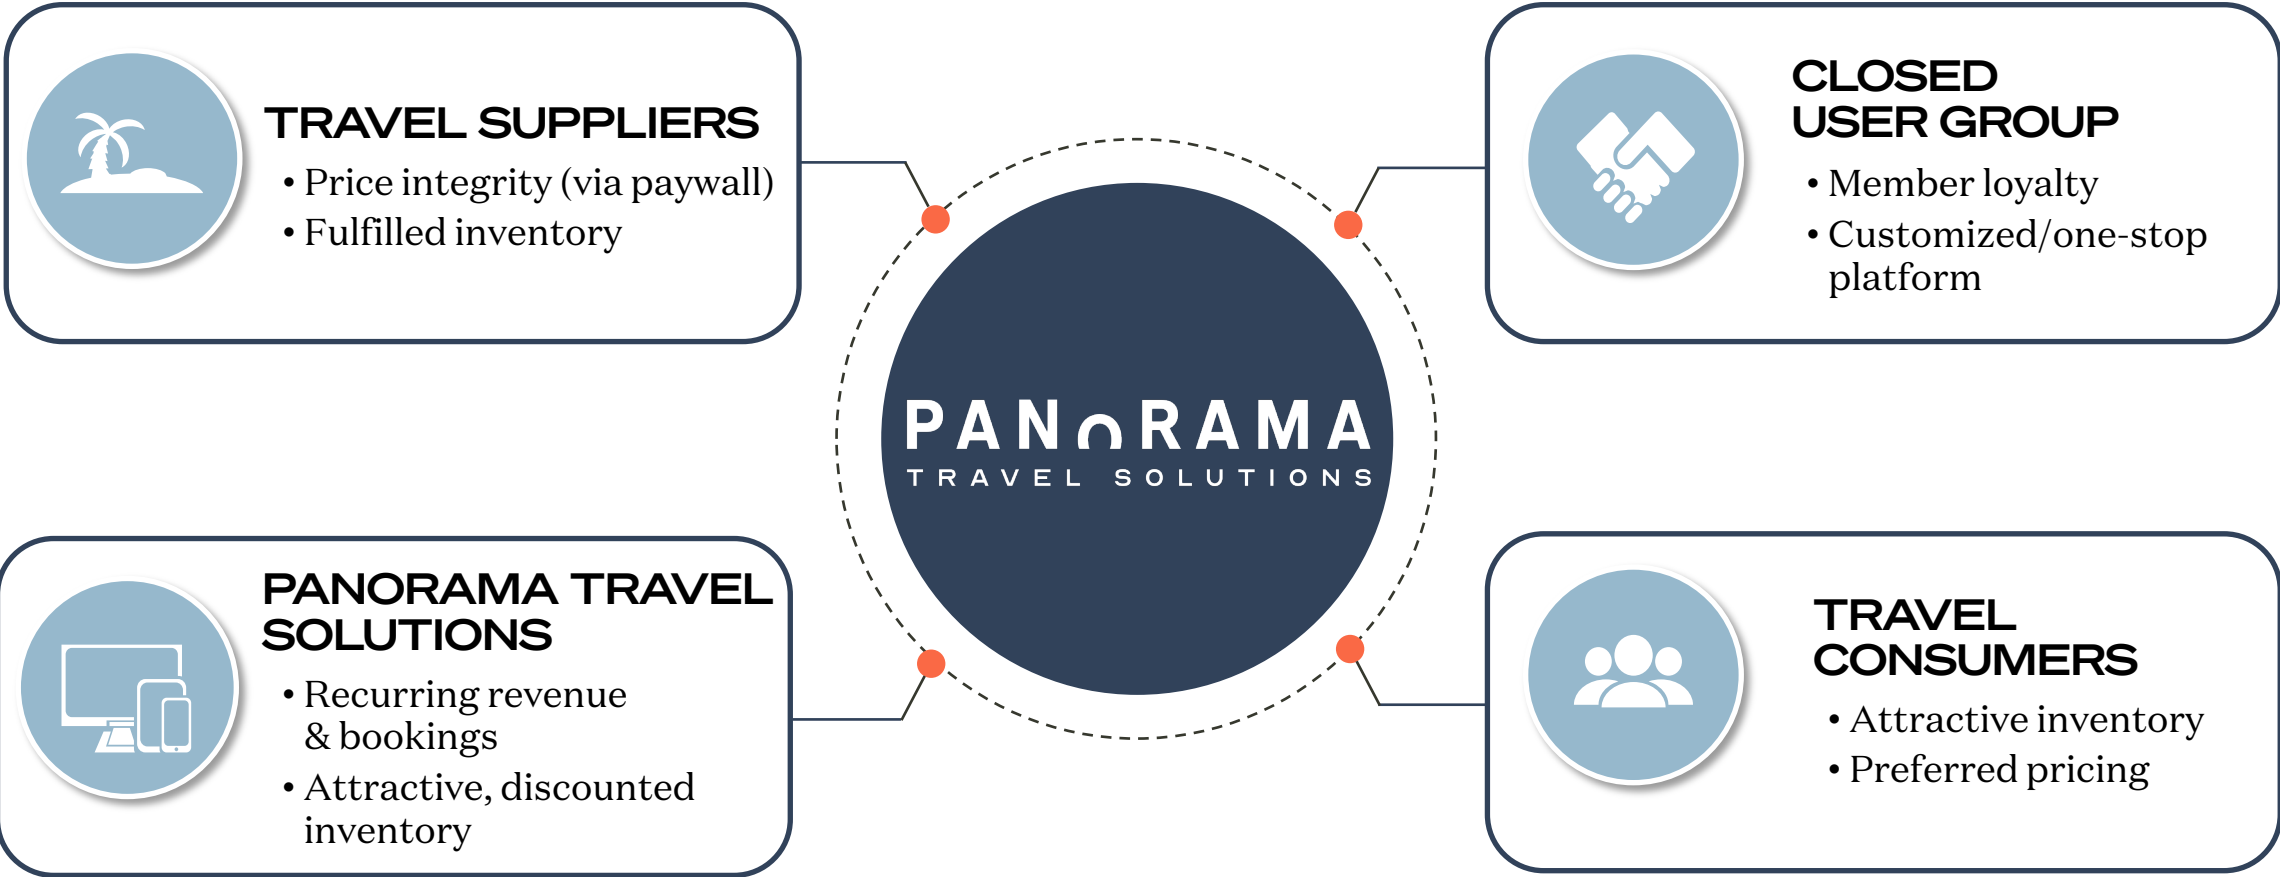 TRAVEL SUPPLIERS
• Price integrity (via paywall)
• Fulfilled inventory
CLOSED
USER GROUP
• Member loyalty
• Customized/one-stop
platform
PANORAMA
TRAVEL SOLUTIONS
PANORAMA TRAVEL
SOLUTIONS
• Recurring revenue
& bookings
• Attractive, discounted
inventory
TRAVEL
CONSUMERS
• Attractive inventory
• Preferred pricing